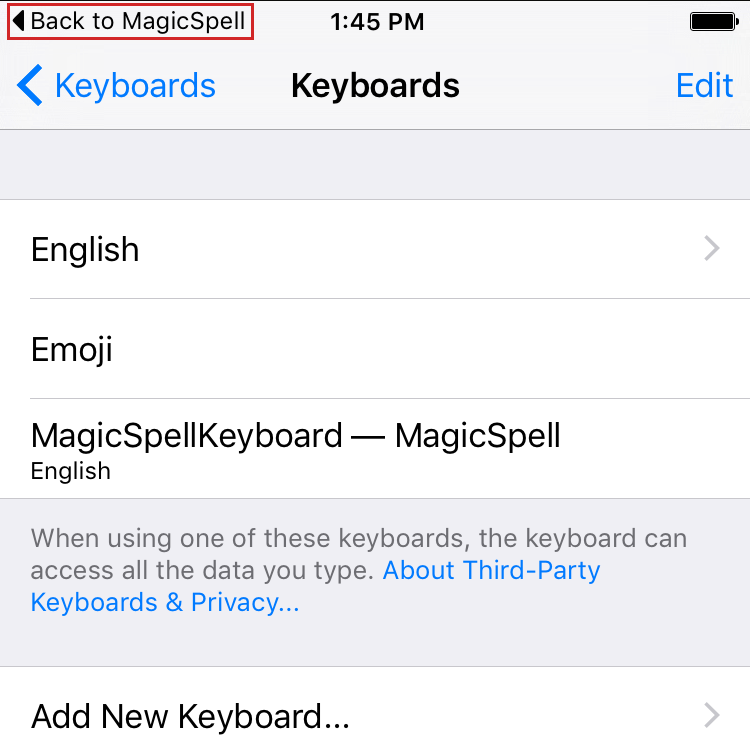 Back to MagicSpell 1:45 PM
Keyboards Keyboards Edit
English
Emoji
MagicSpellKeyboard — MagicSpell
English
When using one of these keyboards, the keyboard can
access all the data you type. About Third-Party
Keyboards & Privacy...
Add New Keyboard...